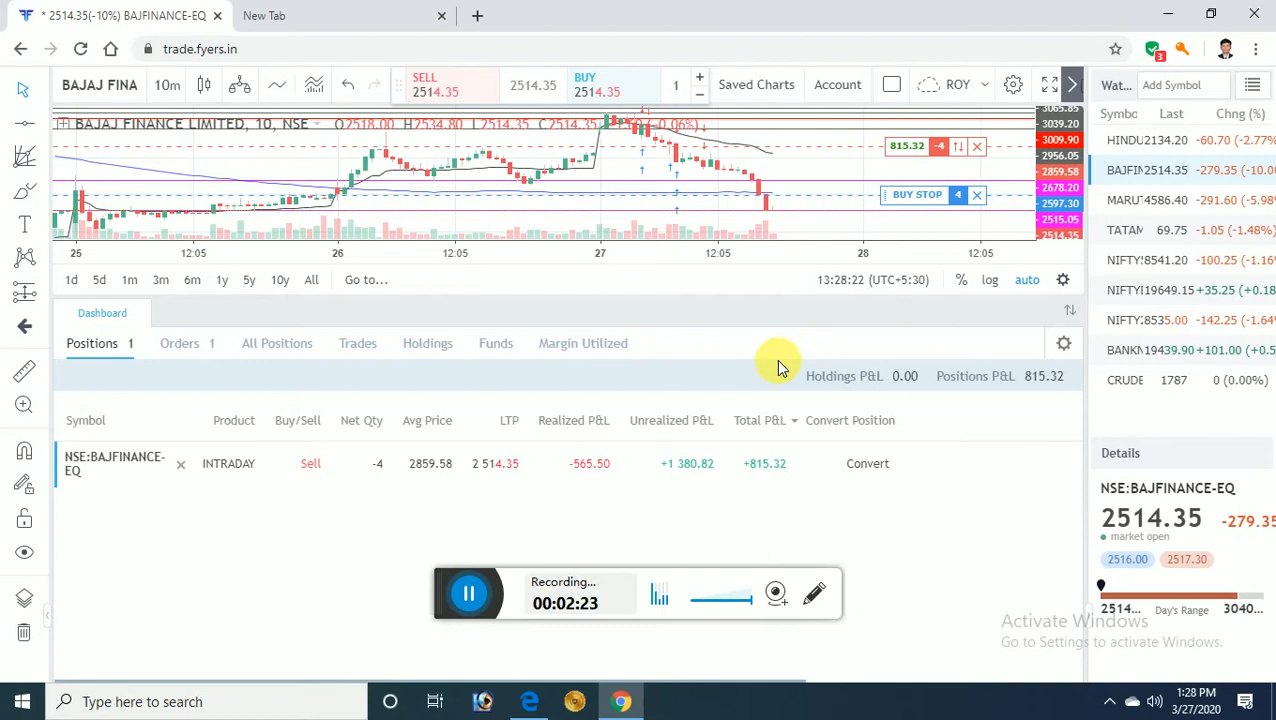 * 2514.35(-10%) BAJFINANCE-EQ
New Tab
trade.fyers.in
3
BAJAJ FINA 10m
SELL 2514.35
2514.35
BUY 2514.35
1
Saved Charts
Account
ROY
Wat...
Add Symbol
BAJAJ FINANCE LIMITED, 10, NSE
O2518.00 H2534.80 L2514.35 C2514.35
(-0.06%)
815.32 -4
BUY STOP 4
3065.85
3039.20
3009.90
2956.05
2859.58
2678.20
2597.30
2515.05
2514.35
25 12:05 26 12:05 27 12:05 28 12:05
1d 5d 1m 3m 6m 1y 5y 10y All Go to...
13:28:22 (UTC+5:30) % log auto
Symbo Last Chng (%)
HINDU 2134.20 -60.70 (-2.77%
BAJFIN 2514.35 -279.35 (-10.00
MARUT 4586.40 -291.60 (-5.98%
TATAM 69.75 -1.05 (-1.48%)
NIFTY 8541.20 -100.25 (-1.16%
NIFTY 19649.15 +35.25 (+0.18
NIFTY 8535.00 -142.25 (-1.64%
BANKN 19439.90 +101.00 (+0.5
CRUDE 1787 0 (0.00%)
Dashboard
Positions 1 Orders 1 All Positions Trades Holdings Funds Margin Utilized
Holdings P&L 0.00 Positions P&L 815.32
Symbol Product Buy/Sell Net Qty Avg Price LTP Realized P&L Unrealized P&L Total P&L Convert Position
NSE:BAJFINANCE-EQ INTRADAY Sell -4 2859.58 2 514.35 -565.50 +1 380.82 +815.32 Convert
Details
NSE:BAJFINANCE-EQ
2514.35 -279.35
market open
2516.00 2517.30
2514... Day's Range 3040...
Recording...
00:02:23
Activate Windows
Go to Settings to activate Windows.
Type here to search
1:28 PM
3/27/2020